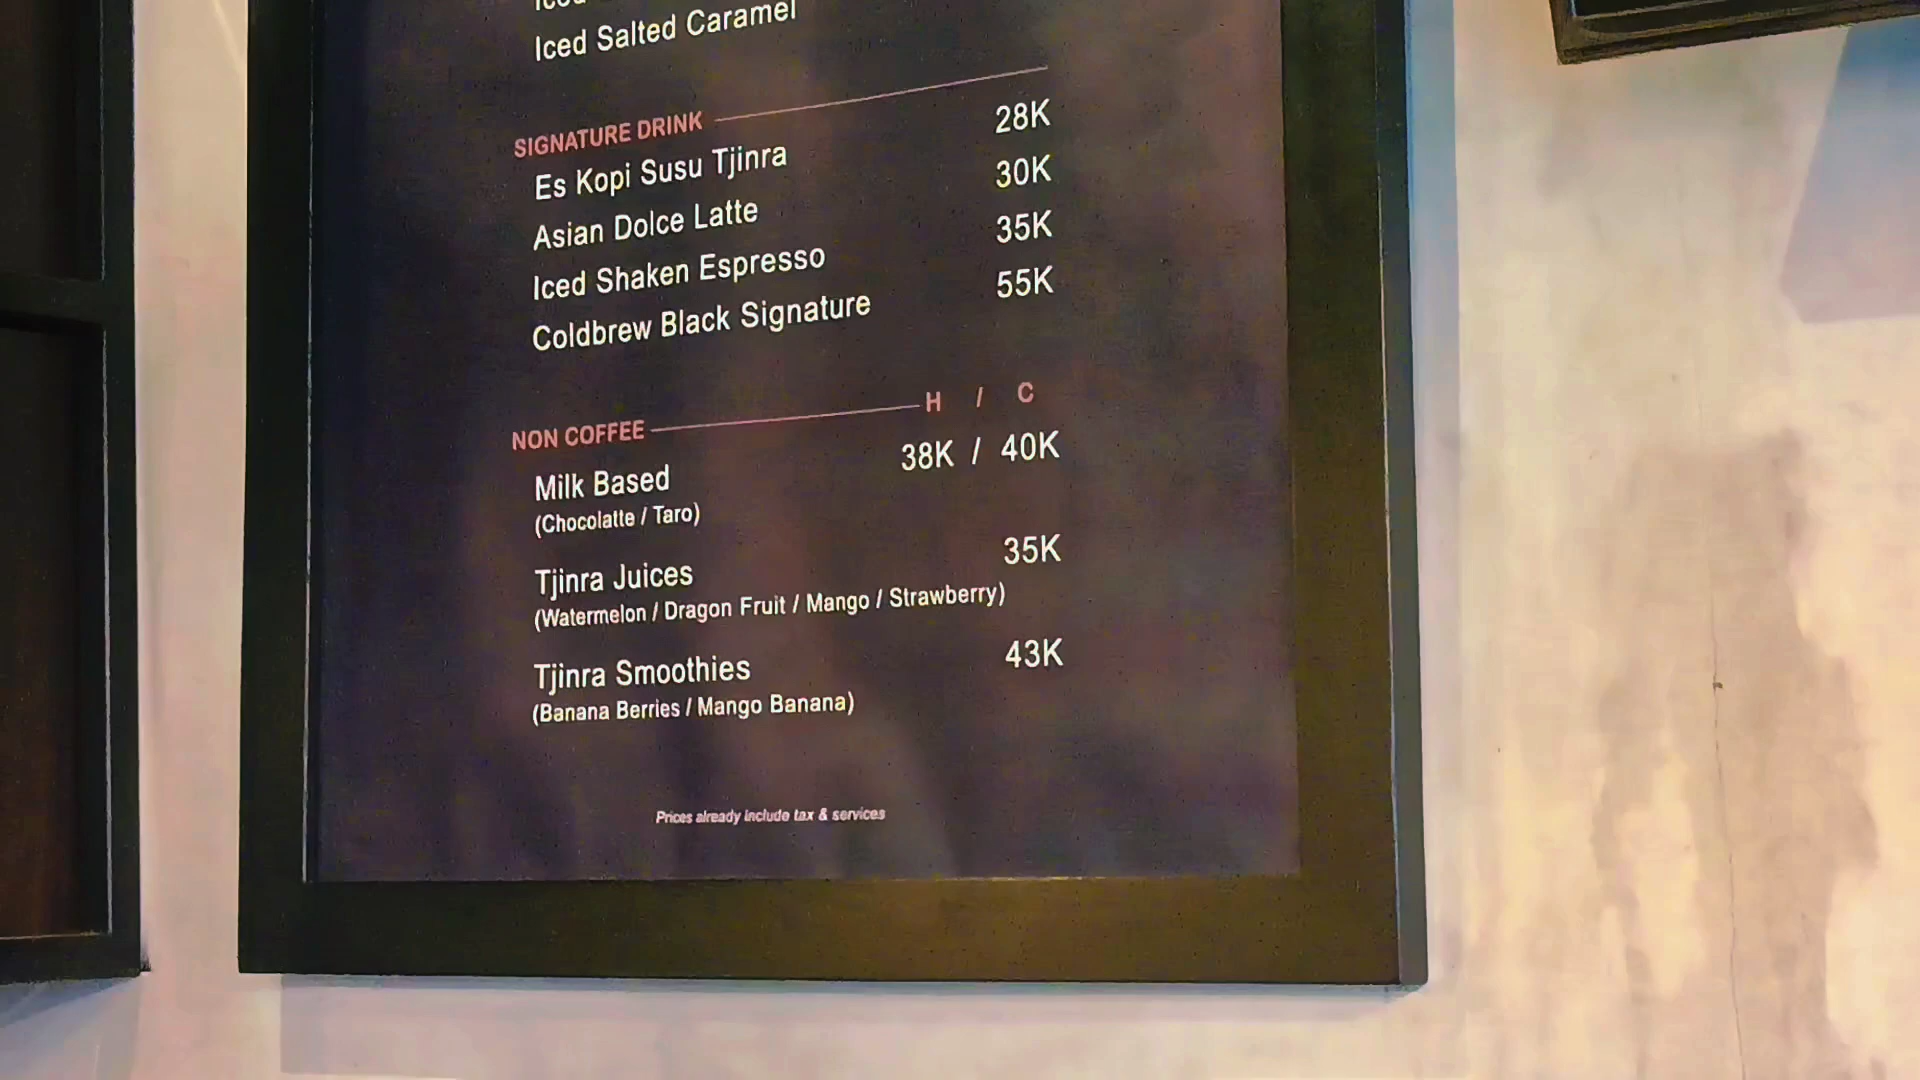 Iced
Iced Salted Caramel
SIGNATURE DRINK
Es Kopi Susu Tjinra 28K
Asian Dolce Latte 30K
Iced Shaken Espresso 35K
Coldbrew Black Signature 55K
NON COFFEE H / C
Milk Based 38K / 40K
(Chocolatte / Taro)
Tjinra Juices 35K
(Watermelon / Dragon Fruit / Mango / Strawberry)
Tjinra Smoothies 43K
(Banana Berries / Mango Banana)
Prices already include tax & services